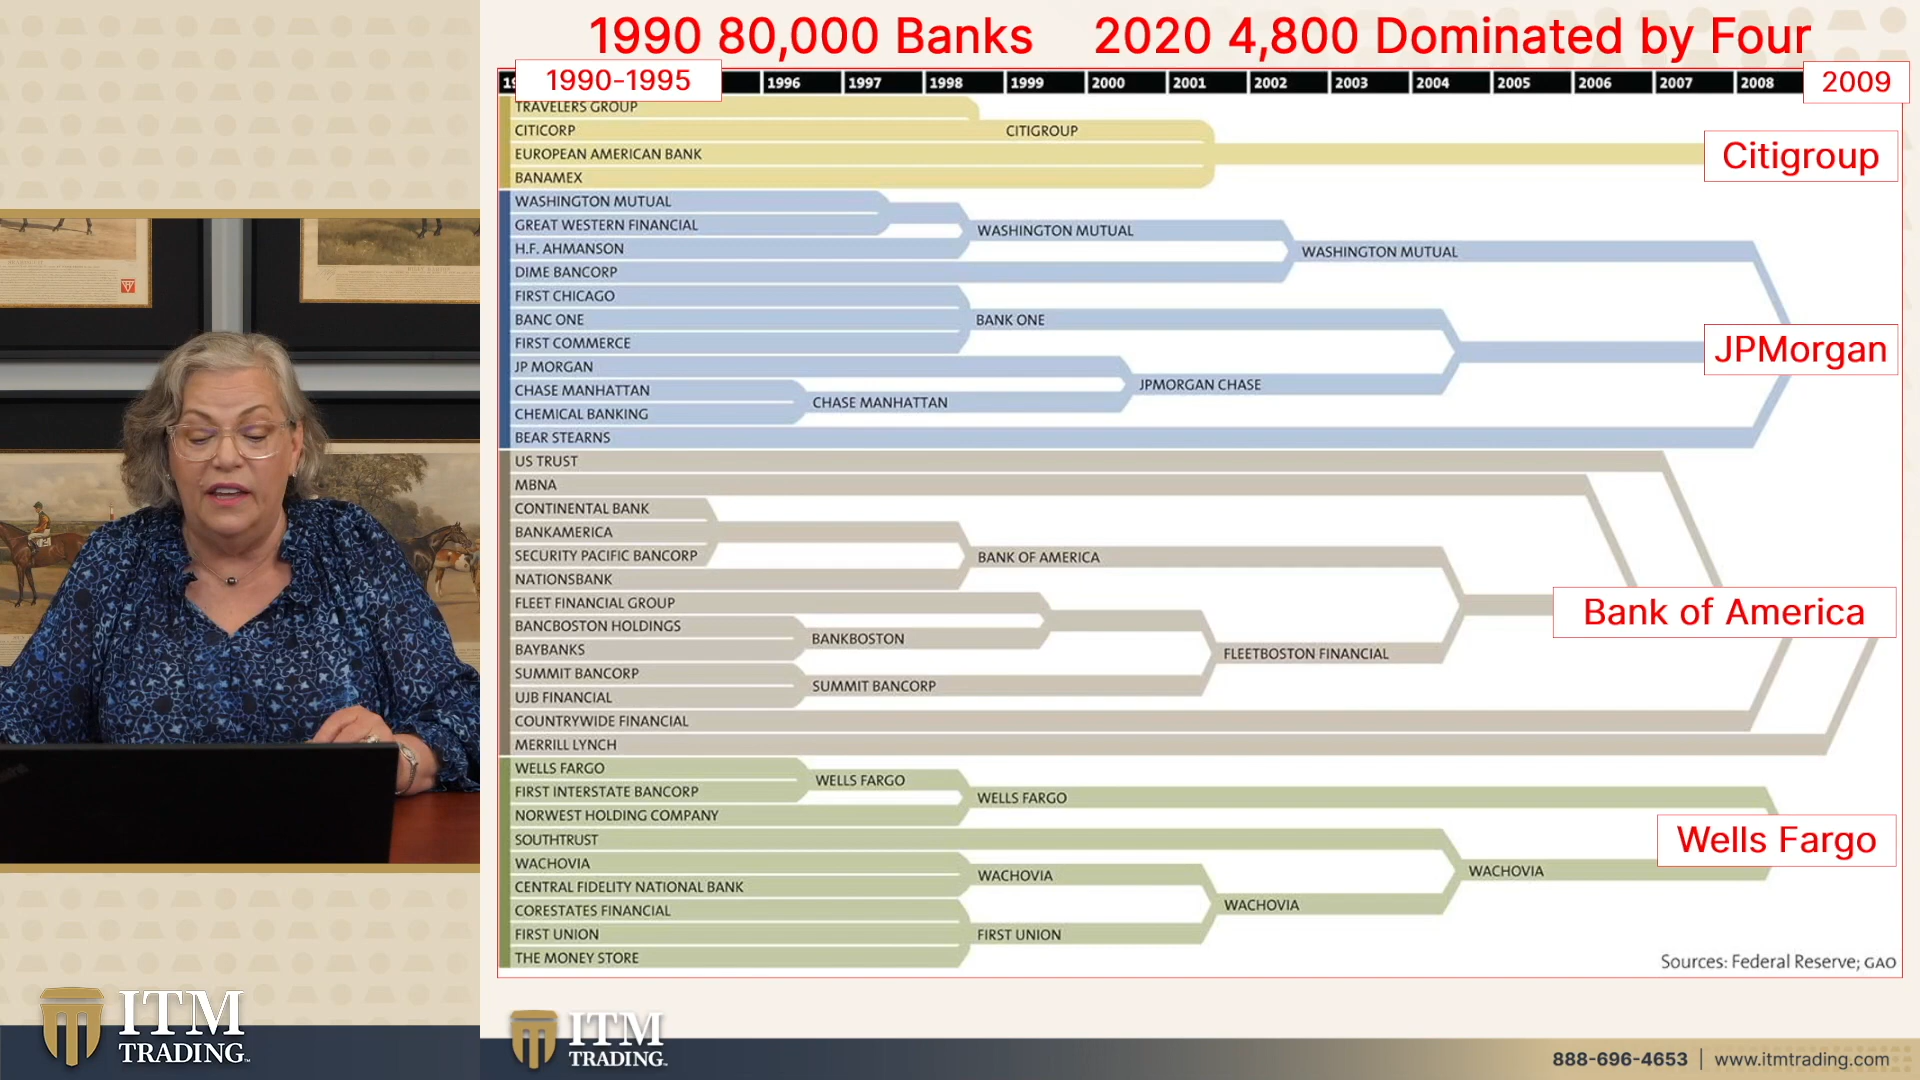 1990 80,000 Banks 2020 4,800 Dominated by Four
1990-1995 1996 1997 1998 1999 2000 2001 2002 2003 2004 2005 2006 2007 2008 2009
TRAVELERS GROUP
CITICORP CITIGROUP
EUROPEAN AMERICAN BANK Citigroup
BANAMEX
WASHINGTON MUTUAL
GREAT WESTERN FINANCIAL WASHINGTON MUTUAL
H.F. AHMANSON WASHINGTON MUTUAL
DIME BANCORP
FIRST CHICAGO
BANC ONE BANK ONE
FIRST COMMERCE JPMorgan
JP MORGAN
CHASE MANHATTAN JPMORGAN CHASE
CHEMICAL BANKING CHASE MANHATTAN
BEAR STEARNS
US TRUST
MBNA
CONTINENTAL BANK
BANKAMERICA
SECURITY PACIFIC BANCORP BANK OF AMERICA
NATIONSBANK
FLEET FINANCIAL GROUP Bank of America
BANCBOSTON HOLDINGS BANKBOSTON
BAYBANKS FLEETBOSTON FINANCIAL
SUMMIT BANCORP SUMMIT BANCORP
UJB FINANCIAL
COUNTRYWIDE FINANCIAL
MERRILL LYNCH
WELLS FARGO WELLS FARGO
FIRST INTERSTATE BANCORP WELLS FARGO
NORWEST HOLDING COMPANY
SOUTHTRUST Wells Fargo
WACHOVIA WACHOVIA WACHOVIA
CENTRAL FIDELITY NATIONAL BANK
CORESTATES FINANCIAL WACHOVIA
FIRST UNION FIRST UNION
THE MONEY STORE
Sources: Federal Reserve; GAO
ITM
TRADING
ITM
TRADING
888-696-4653 | www.itmtrading.com